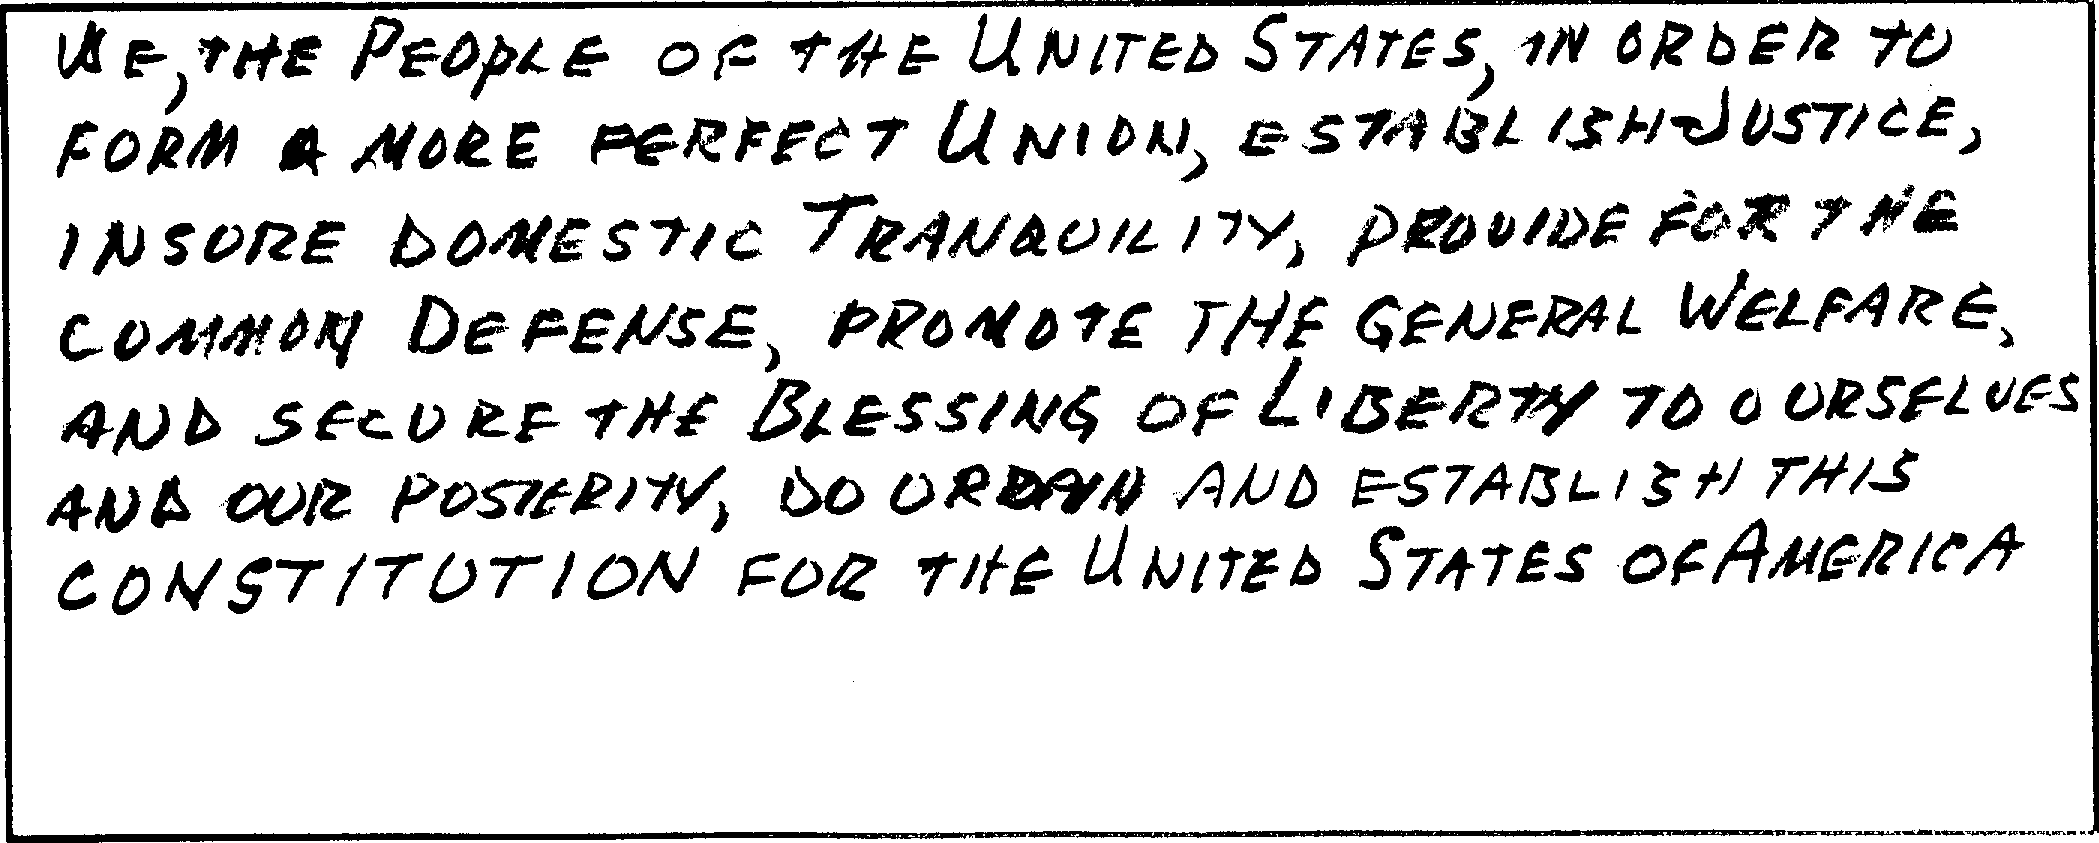 WE, THE PEOPLE OF THE UNITED STATES, IN ORDER TO
FORM A MORE PERFECT UNION, ESTABLISH JUSTICE,
INSURE DOMESTIC TRANQUILITY, PROVIDE FOR THE
COMMON DEFENSE, PROMOTE THE GENERAL WELFARE,
AND SECURE THE BLESSING OF LIBERTY TO OURSELVES
AND OUR POSTERITY, DO ORDAIN AND ESTABLISH THIS
CONSTITUTION FOR THE UNITED STATES OF AMERICA